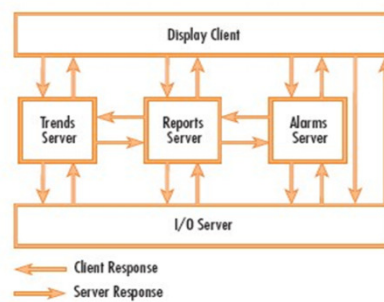 Display Client
Trends
Server
Reports
Server
Alarms
Server
I/O Server
Client Response
Server Response